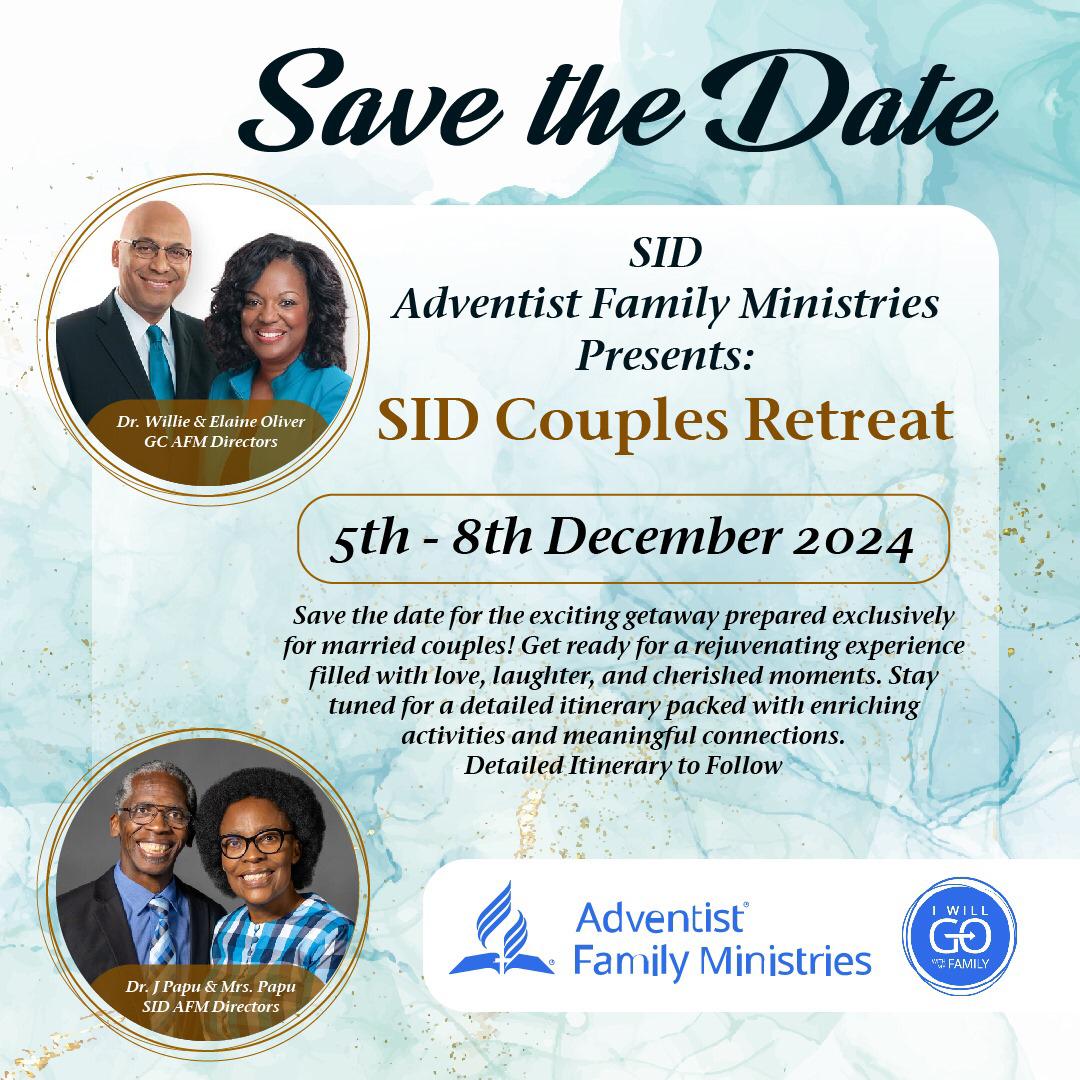 Save the Date
SID
Adventist Family Ministries
Presents:
SID Couples Retreat
Dr. Willie & Elaine Oliver
GC AFM Directors
5th - 8th December 2024
Save the date for the exciting getaway prepared exclusively
for married couples! Get ready for a rejuvenating experience
filled with love, laughter, and cherished moments. Stay
tuned for a detailed itinerary packed with enriching
activities and meaningful connections.
Detailed Itinerary to Follow
Dr. J Papu & Mrs. Papu
SID AFM Directors
Adventist®
Family Ministries
I WILL
GO
WITH MY FAMILY